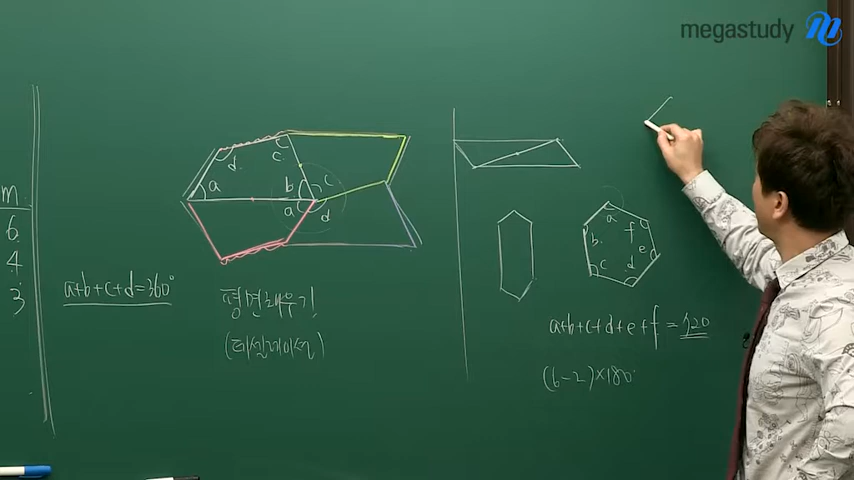 megastudy
m
6
4
3
a+b+c+d=360°
d
c
a
b
c
a
d
평면채우기!
(테셀레이션)
a
b
f
c
e
d
a+b+c+d+e+f=720
(6-2)×180°